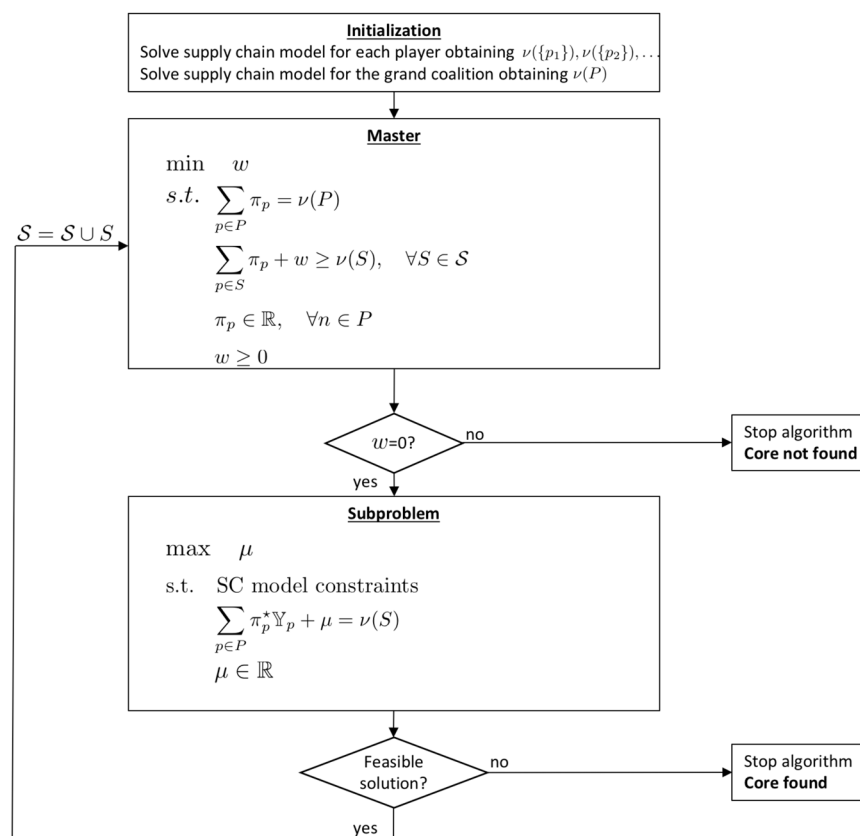 Initialization
Solve supply chain model for each player obtaining ν({p₁}), ν({p₂}), ...
Solve supply chain model for the grand coalition obtaining ν(P)
Master
min w
s.t. ∑_{p∈P} π_p = ν(P)
𝒮 = 𝒮 ∪ S
∑_{p∈S} π_p + w ≥ ν(S), ∀S ∈ 𝒮
π_p ∈ ℝ, ∀n ∈ P
w ≥ 0
w=0?
no
Stop algorithm
Core not found
yes
Subproblem
max μ
s.t. SC model constraints
∑_{p∈P} π_p^⋆ 𝕐_p + μ = ν(S)
μ ∈ ℝ
Feasible
solution?
no
Stop algorithm
Core found
yes